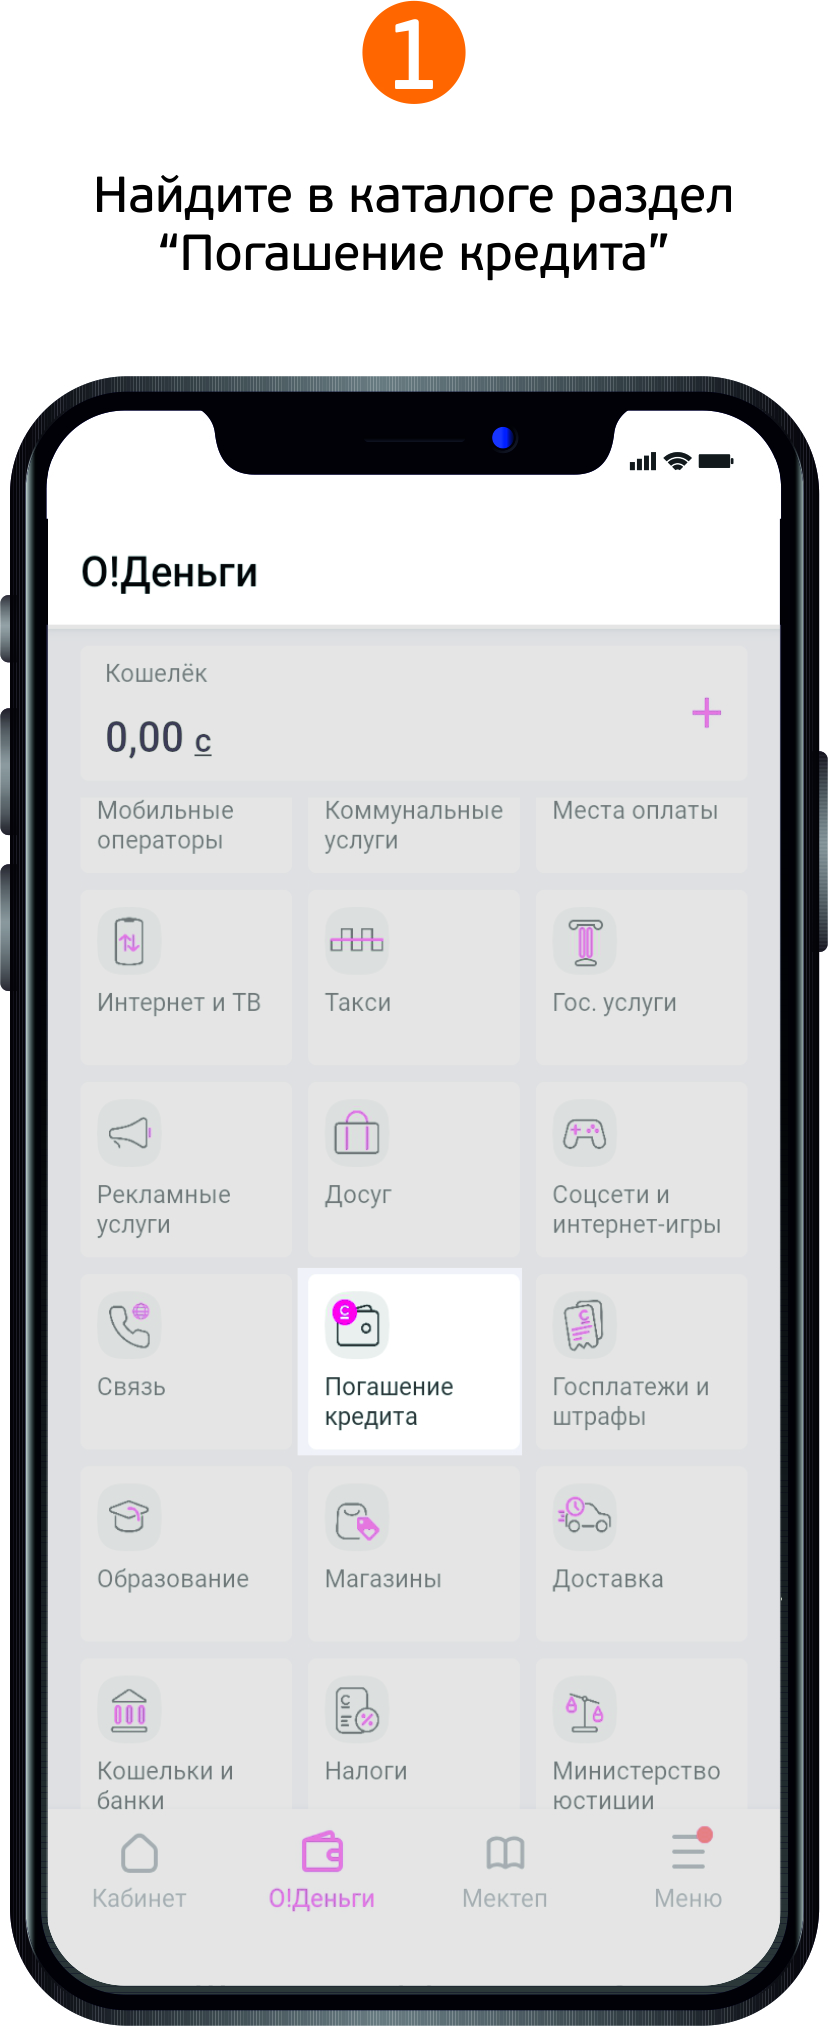 1
Найдите в каталоге раздел
“Погашение кредита”
О!Деньги
Кошелёк
0,00 с
Мобильные
операторы
Коммунальные
услуги
Места оплаты
Интернет и ТВ
Такси
Гос. услуги
Рекламные
услуги
Досуг
Соцсети и
интернет-игры
Связь
Погашение
кредита
Госплатежи и
штрафы
Образование
Магазины
Доставка
Кошельки и
банки
Налоги
Министерство
юстиции
Кабинет
О!Деньги
Мектеп
Меню